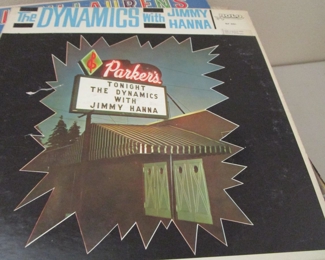 The DYNAMICS with JIMMY HANNA
Parker's
TONIGHT
THE DYNAMICS
WITH
JIMMY HANNA